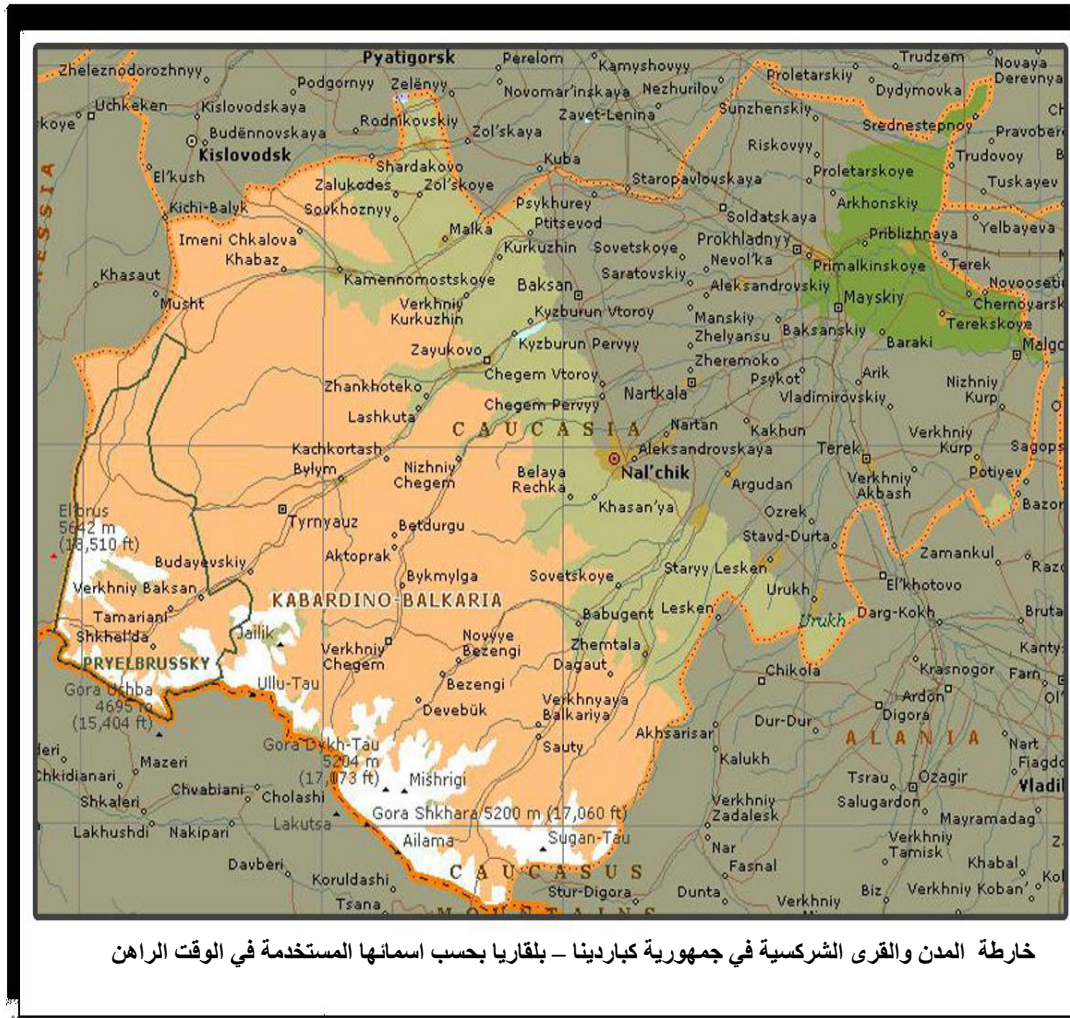 Pyatigorsk
Perelom
Kamyshovyy
Trudzem
Novaya
Derevnya
Zheleznodorozhnyy
Podgornyy
Zelënyy
Novomar'inskaya
Nezhurilov
Proletarskiy
Dydymovka
Uchkeken
Kislovodskaya
Zavet-Lenina
Sunzhenskiy
skoye
Budënnovskaya
Rodnikovskiy
Zol'skaya
Srednestepnoy
Pravober
Kislovodsk
Riskovyy
El'kush
Shardakovo
Kuba
Trudovoy
Zalukodes
Zol'skoye
Staropavlovskaya
Proletarskoye
Tuskayev
Kichi-Balyk
Sovkhoznyy
Psykhurey
Arkhonskiy
ESSIA
Ptitsevod
Soldatskaya
Yelbayeva
Imeni Chkalova
Malka
Prokhladnyy
Priblizhnaya
Khabaz
Kurkuzhin
Sovetskoye
Nevol'ka
Terek
Khasaut
Kamennomostskoye
Saratovskiy
Primalkinskoye
Baksan
Aleksandrovskiy
Novooseti
Musht
Verkhniy
Kurkuzhin
Mayskiy
Chernoyarsk
Kyzburun Vtoroy
Manskiy
Baksanskiy
Terekskoye
Zhelyansu
Kyzburun Pervyy
Baraki
Malgo
Zayukovo
Zheremoko
Chegem Vtoroy
Psykot
Arik
Zhankhoteko
Nartkala
Nizhniy
Kurp
Vladimirovskiy
Lashkuta
Chegem Pervyy
CAUCASIA
Nartan
Kakhun
Verkhniy
Kurp
Kachkortash
Aleksandrovskaya
Terek
Sagops
Bylym
Nizhniy
Chegem
Belaya
Rechka
Nal'chik
Potiyev
Argudan
Verkhniy
Akbash
Khasan'ya
Bazor
Elbrus
5642 m
(18,510 ft)
Tyrnyauz
Betdurgu
Ozrek
Stavd-Durta
Aktoprak
Zamankul
Budayevskiy
Staryy Lesken
Razo
Bykmylga
Sovetskoye
El'khotovo
Verkhniy Baksan
Urukh
KABARDINO-BALKARIA
Babugent
Lesken
Darg-Kokh
Bruta
Tamariani
Urukh
Shkhel'da
Jailik
Novyye
Bezengi
Zhemtala
Kanty
Verkhniy
Chegem
PRYELBRUSSKY
Dagaut
Krasnogor
Chikola
Farn
Gora Ushba
4695 m
(15,404 ft)
Ullu-Tau
Bezengi
Ardon
Ol'
Devebük
Verkhnyaya
Balkariya
Digora
Dur-Dur
Akhsarisar
ALANIA
Gora Dykh-Tau
5204 m
(17,073 ft)
Sauty
Nart
Kalukh
Fiagdo
Mazeri
Mishrigi
Tsrau
Ozagir
Chkidianari
Chvabiani
Vladil
Cholashi
Shkaleri
Gora Shkhara 5200 m (17,060 ft)
Salugardon
Verkhniy
Zadalesk
Mayramadag
Lakhushdi
Nakipari
Lakutsa
Ailama
Sugan-Tau
Verkhniy
Tamisk
Nar
Davberi
CAUCASUS
Fasnal
Khabal
Koruldashi
Stur-Digora
Dunta
Biz
Verkhniy Koban'
Tsana
MOUNTAINS
Verkhniy
خارطة المدن والقرى الشركسية في جمهورية كباردينا – بلقاريا بحسب اسمائها المستخدمة في الوقت الراهن